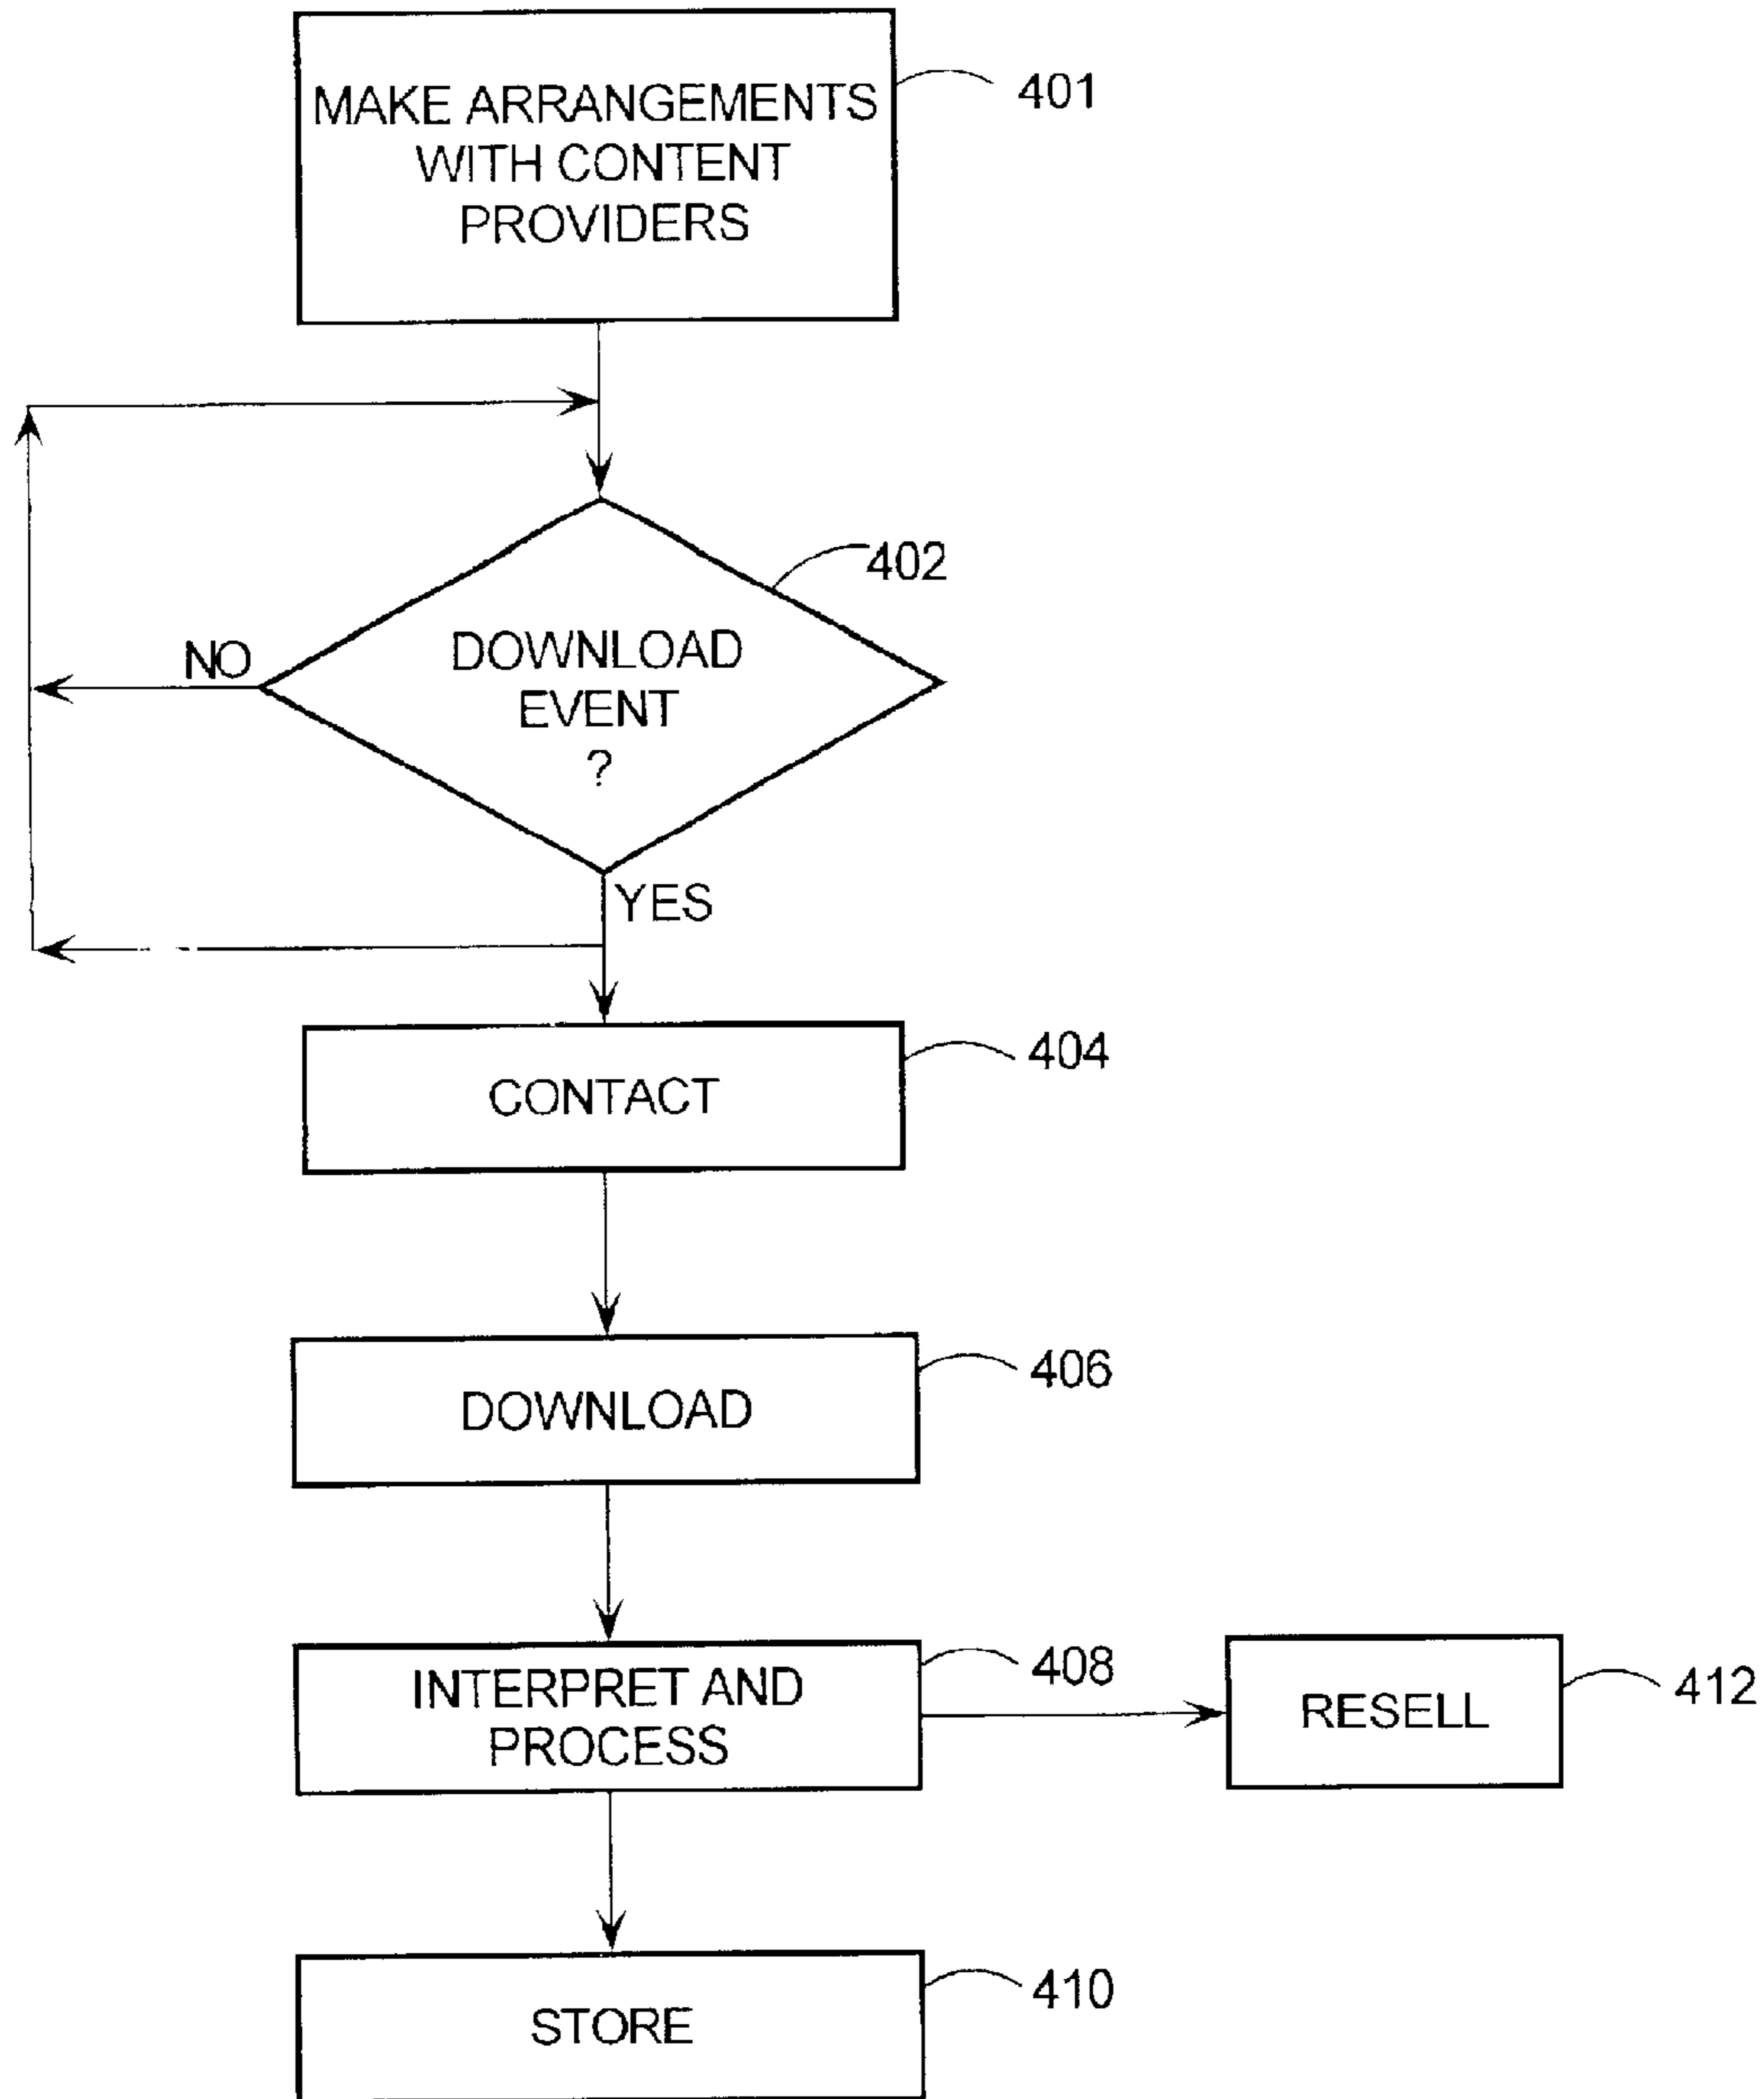 MAKE ARRANGEMENTS
WITH CONTENT
PROVIDERS
401
402
DOWNLOAD
EVENT
?
NO
YES
CONTACT
404
DOWNLOAD
406
INTERPRET AND
PROCESS
408
RESELL
412
STORE
410